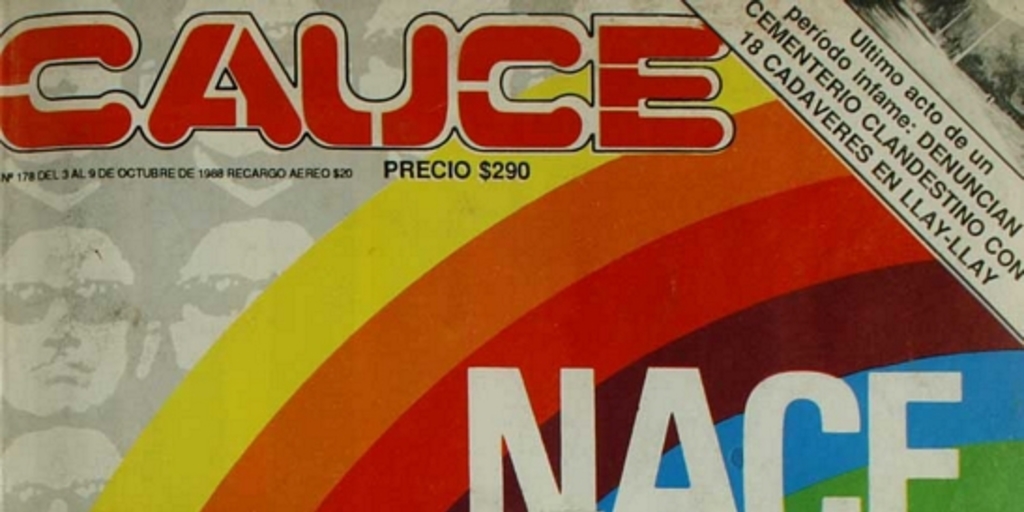 CAUCE
Nº 178 DEL 3 AL 9 DE OCTUBRE DE 1988 RECARGO AEREO $20
PRECIO $290
Ultimo acto de un
período infame: DENUNCIAN
CEMENTERIO CLANDESTINO CON
18 CADAVERES EN LLAY-LLAY
NACE